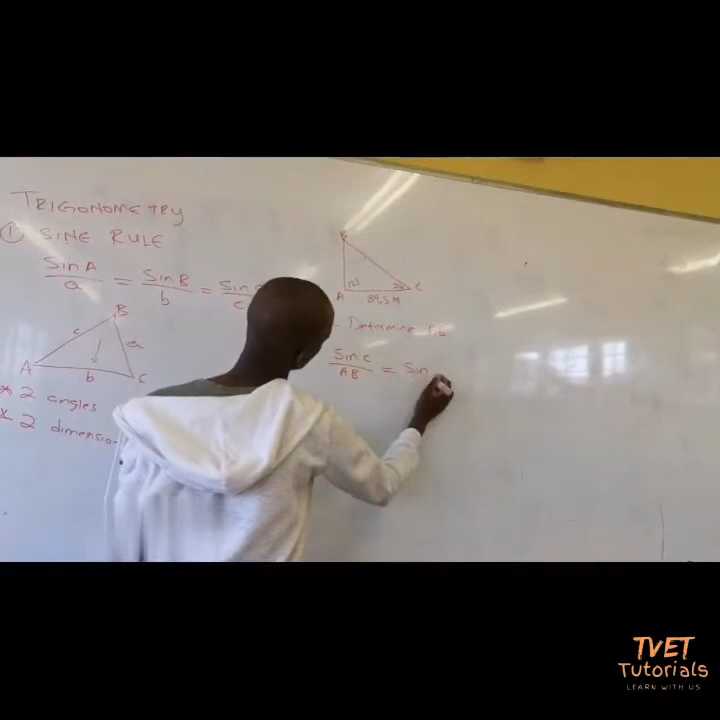 TRIGONOMETRY
① SINE RULE
Sin A / a = Sin B / b = Sin C / c
B
c
a
A
b
C
* 2 angles
* 2 dimensio
B
A
C
89,5 M
Determine
Sin C / AB = Sin
TVET
TUTORIALS
LEARN WITH US